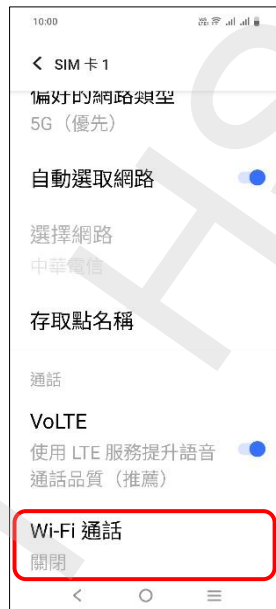 10:00
SIM 卡 1
偏好的網路類型
5G（優先）
自動選取網路
選擇網路
中華電信
存取點名稱
通話
VoLTE
使用 LTE 服務提升語音
通話品質（推薦）
Wi-Fi 通話
關閉